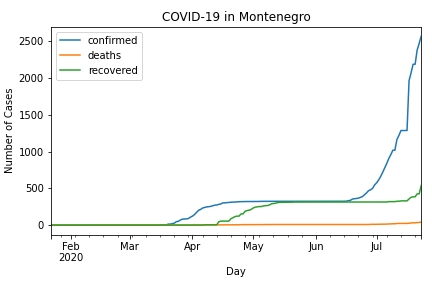 COVID-19 in Montenegro
confirmed
deaths
recovered
Number of Cases
2500
2000
1500
1000
500
0
Feb
2020
Mar
Apr
May
Jun
Jul
Day